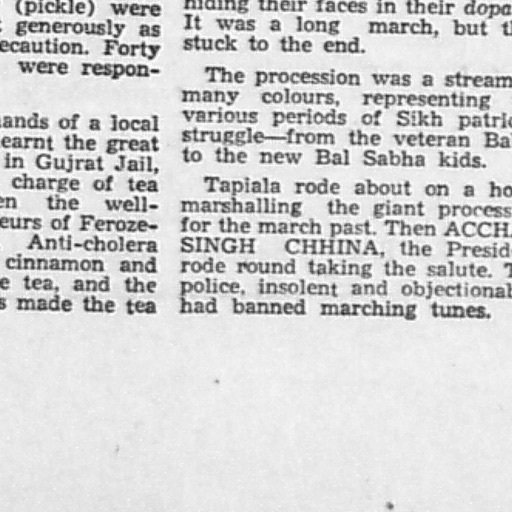 (pickle) were
generously as
ecaution. Forty
were respon-
ands of a local
earnt the great
in Gujrat Jail,
charge of tea
en the well-
eurs of Feroze-
Anti-cholera
cinnamon and
e tea, and the
s made the tea
hiding their faces in their dopa
It was a long march, but th
stuck to the end.
The procession was a stream
many colours, representing
various periods of Sikh patrio
struggle—from the veteran Ba
to the new Bal Sabha kids.
Tapiala rode about on a ho
marshalling the giant process
for the march past. Then ACCHA
SINGH CHHINA, the Presid
rode round taking the salute. T
police, insolent and objectionab
had banned marching tunes.